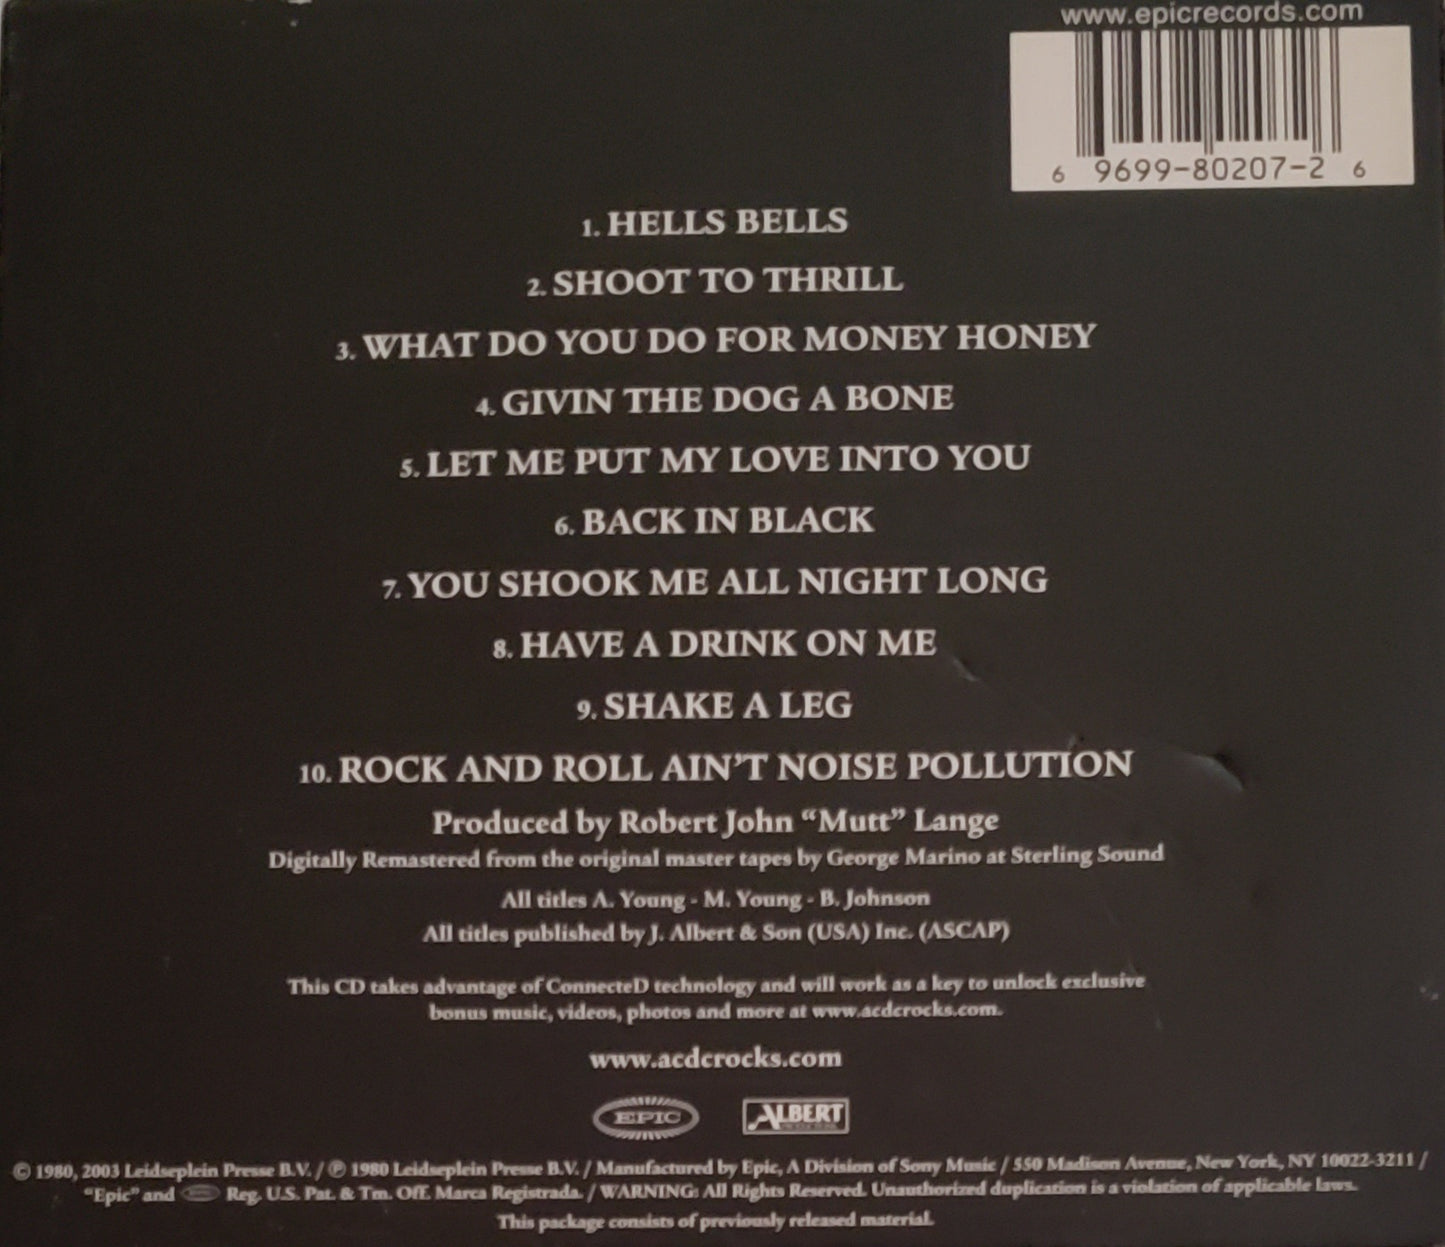 www.epicrecords.com
6 9699-80207-2 6
1. HELLS BELLS
2. SHOOT TO THRILL
3. WHAT DO YOU DO FOR MONEY HONEY
4. GIVIN THE DOG A BONE
5. LET ME PUT MY LOVE INTO YOU
6. BACK IN BLACK
7. YOU SHOOK ME ALL NIGHT LONG
8. HAVE A DRINK ON ME
9. SHAKE A LEG
10. ROCK AND ROLL AIN'T NOISE POLLUTION
Produced by Robert John “Mutt” Lange
Digitally Remastered from the original master tapes by George Marino at Sterling Sound
All titles A. Young - M. Young - B. Johnson
All titles published by J. Albert & Son (USA) Inc. (ASCAP)
This CD takes advantage of ConnecteD technology and will work as a key to unlock exclusive
bonus music, videos, photos and more at www.acdcrocks.com.
www.acdcrocks.com
EPIC ALBERT
© 1980, 2003 Leidseplein Presse B.V. / ℗ 1980 Leidseplein Presse B.V. / Manufactured by Epic, A Division of Sony Music / 550 Madison Avenue, New York, NY 10022-3211 /
“Epic” and Reg. U.S. Pat. & Tm. Off. Marca Registrada. / WARNING: All Rights Reserved. Unauthorized duplication is a violation of applicable laws.
This package consists of previously released material.